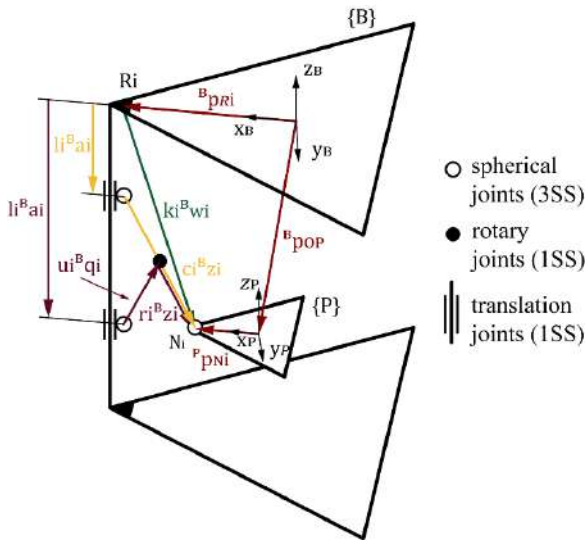 {B}
Ri
zB
BpRi
xB
yB
liBai
liBai
kiBwi
BpoP
uiBqi
ciBzi
riBzi
zP
{P}
Ni
xP
yP
PpNi
spherical
joints (3SS)
rotary
joints (1SS)
translation
joints (1SS)